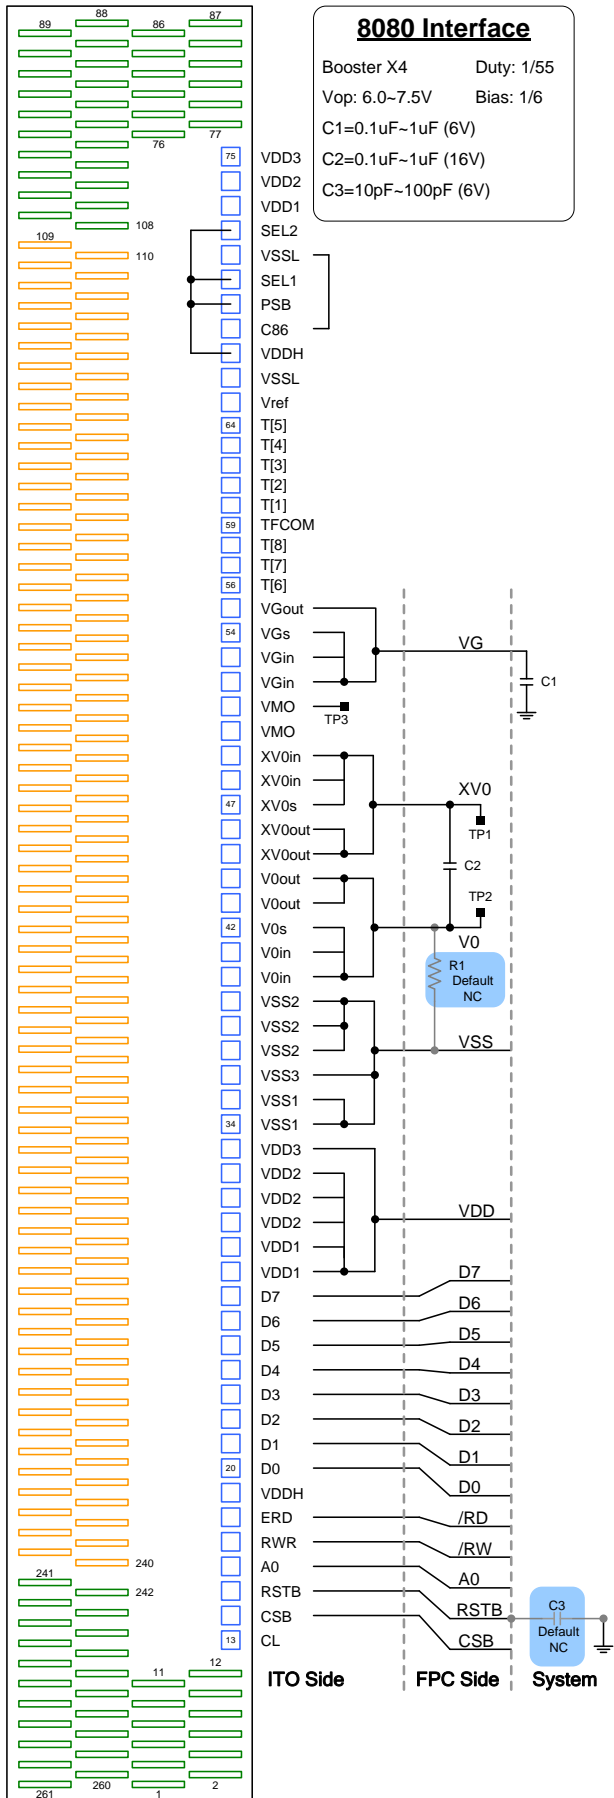 88
87
89
86
8080 Interface
Booster X4 Duty: 1/55
Vop: 6.0~7.5V Bias: 1/6
C1=0.1uF~1uF (6V)
C2=0.1uF~1uF (16V)
C3=10pF~100pF (6V)
77
76
75 VDD3
VDD2
VDD1
108
SEL2
109
110
VSSL
SEL1
PSB
C86
VDDH
VSSL
Vref
64 T[5]
T[4]
T[3]
T[2]
T[1]
59 TFCOM
T[8]
T[7]
56 T[6]
VGout
54 VGs
VG
VGin
VGin
C1
VMO
TP3
VMO
XV0in
XV0in
XV0
47 XV0s
TP1
XV0out
XV0out
C2
V0out
TP2
V0out
42 V0s
V0
V0in
R1
Default
NC
V0in
VSS2
VSS2
VSS
VSS2
VSS3
VSS1
34 VSS1
VDD3
VDD2
VDD2
VDD
VDD2
VDD1
VDD1
D7
D7
D6
D6
D5
D5
D4
D4
D3
D3
D2
D2
D1
D1
20 D0
D0
VDDH
ERD
/RD
RWR
/RW
240
A0
A0
241
242
RSTB
RSTB
C3
Default
NC
CSB
CSB
13 CL
12
11
ITO Side FPC Side System
261
260
1
2